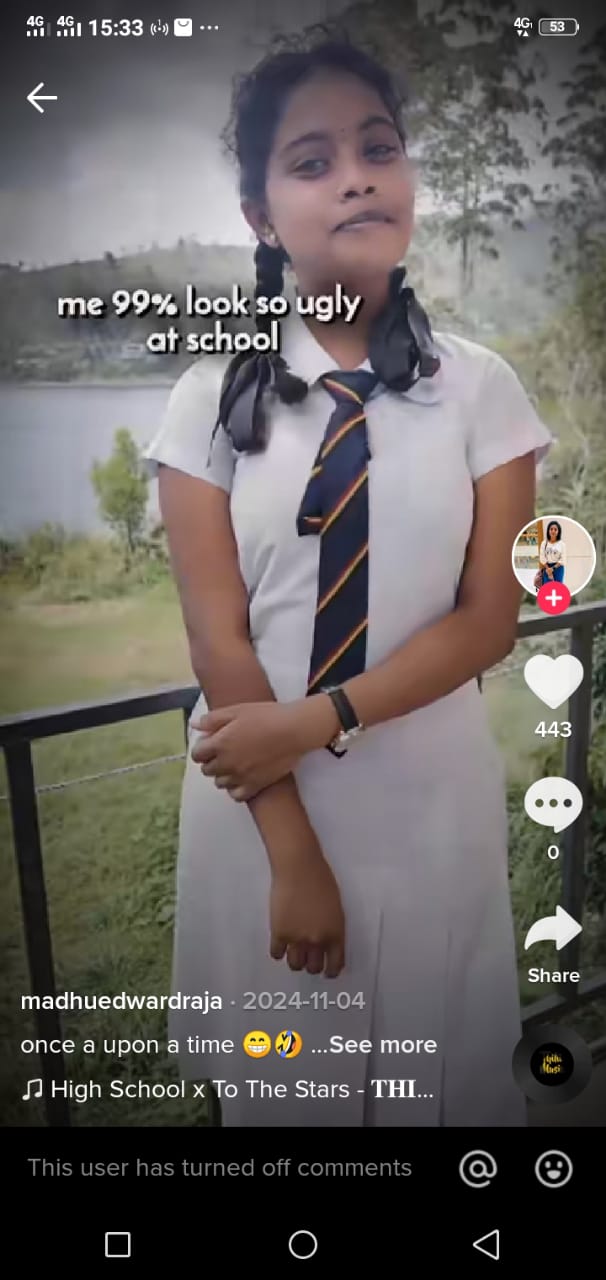 4G 4G 15:33 ... 4G 53
me 99% look so ugly
at school
443
0
Share
madhuedwardraja · 2024-11-04
once a upon a time 😁🤣 ...See more
High School x To The Stars - THI...
This user has turned off comments